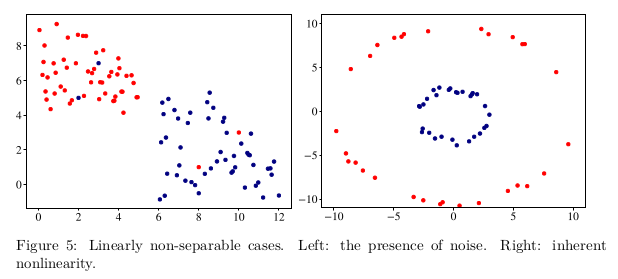 8
6
4
2
0
0 2 4 6 8 10 12
10
5
0
−5
−10
−10 −5 0 5 10
Figure 5: Linearly non-separable cases. Left: the presence of noise. Right: inherent
nonlinearity.